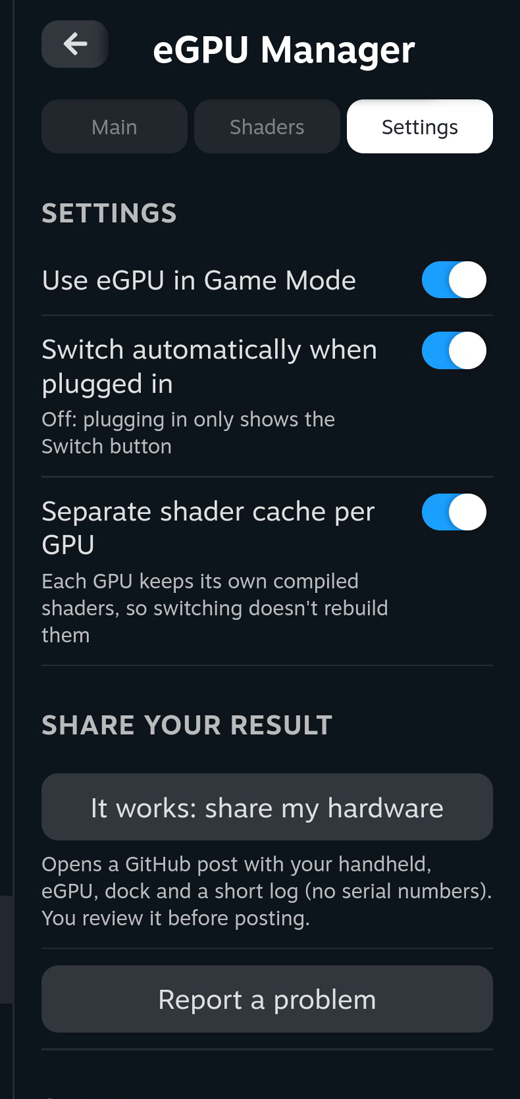 eGPU Manager
Main
Shaders
Settings
SETTINGS
Use eGPU in Game Mode
Switch automatically when
plugged in
Off: plugging in only shows the
Switch button
Separate shader cache per
GPU
Each GPU keeps its own compiled
shaders, so switching doesn't rebuild
them
SHARE YOUR RESULT
It works: share my hardware
Opens a GitHub post with your handheld,
eGPU, dock and a short log (no serial numbers).
You review it before posting.
Report a problem